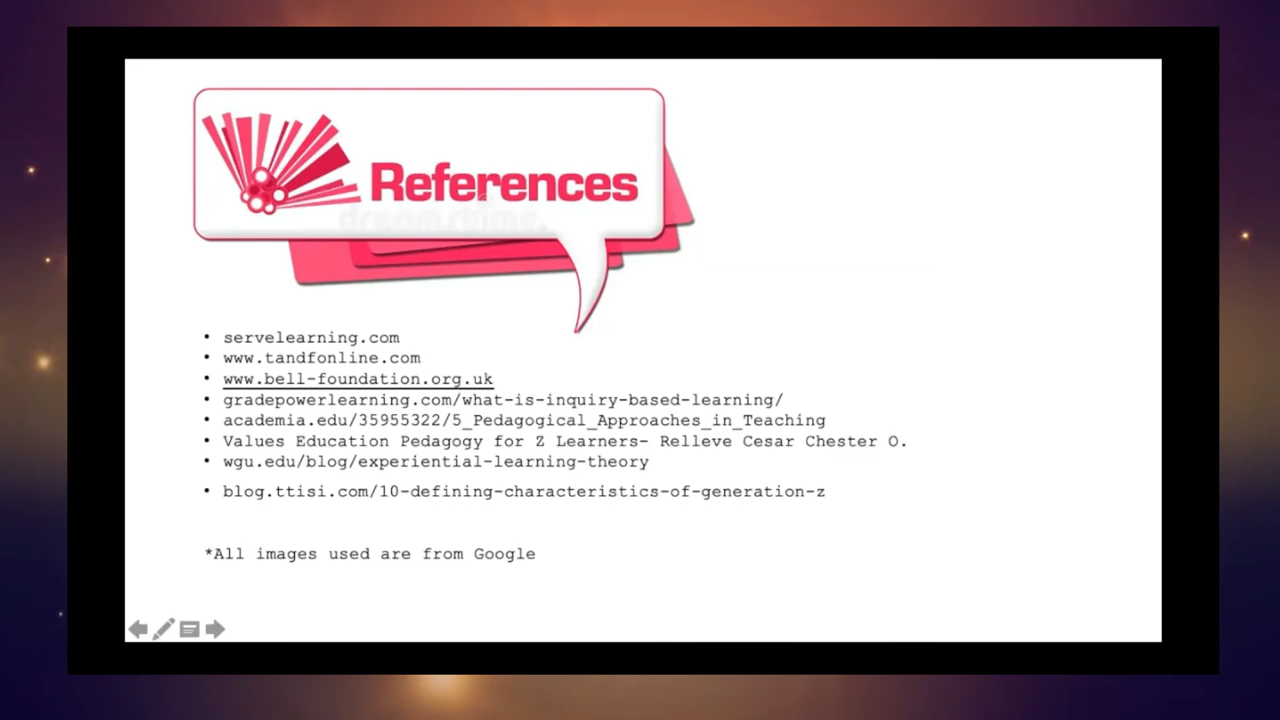 References
• servelearning.com
• www.tandfonline.com
• www.bell-foundation.org.uk
• gradepowerlearning.com/what-is-inquiry-based-learning/
• academia.edu/35955322/5_Pedagogical_Approaches_in_Teaching
• Values Education Pedagogy for Z Learners- Relleve Cesar Chester O.
• wgu.edu/blog/experiential-learning-theory
• blog.ttisi.com/10-defining-characteristics-of-generation-z
*All images used are from Google